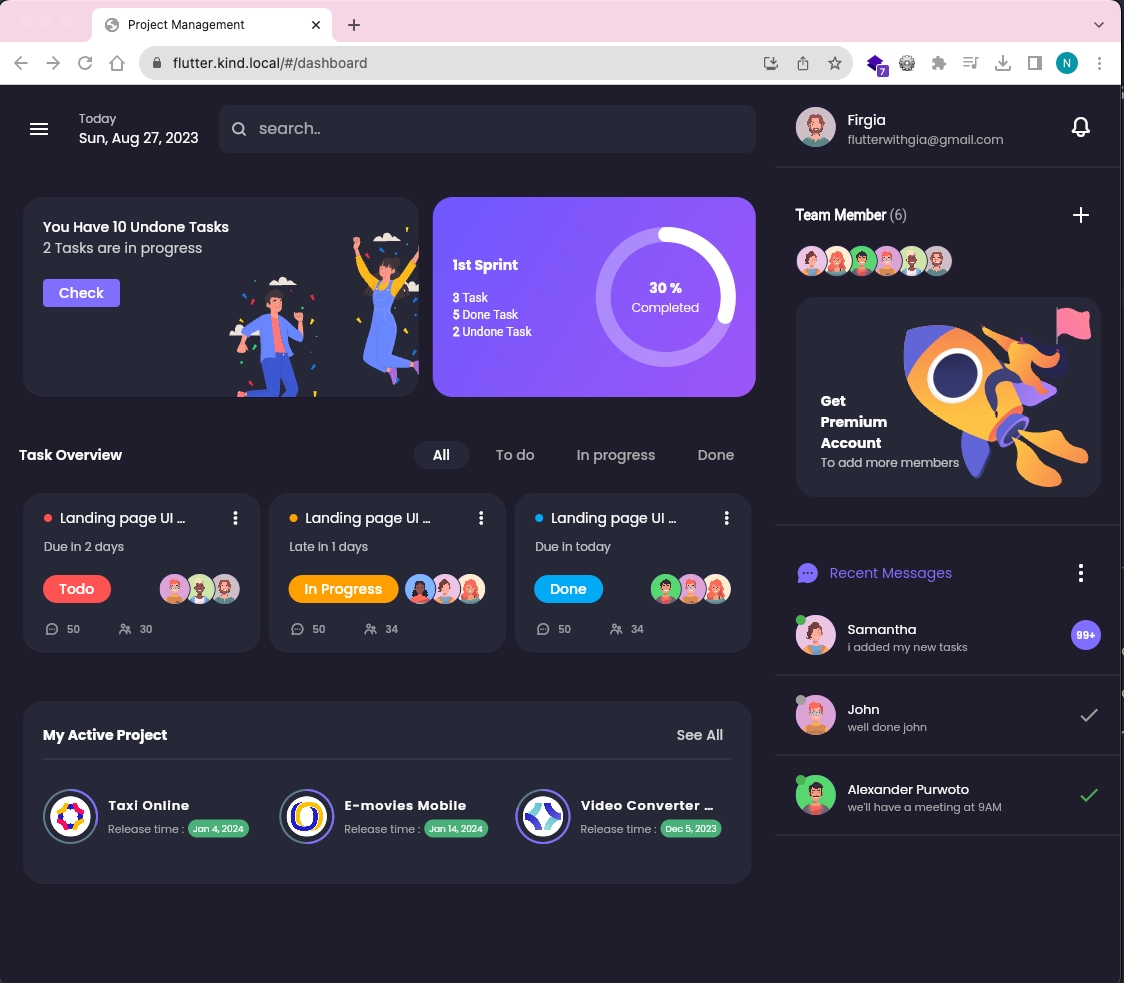 Project Management
flutter.kind.local/#/dashboard
7
N
Today
Sun, Aug 27, 2023
search..
Firgia
flutterwithgia@gmail.com
You Have 10 Undone Tasks
2 Tasks are in progress
Check
1st Sprint
3 Task
5 Done Task
2 Undone Task
30 %
Completed
Team Member (6)
Get
Premium
Account
To add more members
Task Overview
All
To do
In progress
Done
Landing page UI ...
Due in 2 days
Todo
50
30
Landing page UI ...
Late in 1 days
In Progress
50
34
Landing page UI ...
Due in today
Done
50
34
Recent Messages
Samantha
i added my new tasks
99+
John
well done john
Alexander Purwoto
we'll have a meeting at 9AM
My Active Project
See All
Taxi Online
Release time : Jan 4, 2024
E-movies Mobile
Release time : Jan 14, 2024
Video Converter ...
Release time : Dec 5, 2023